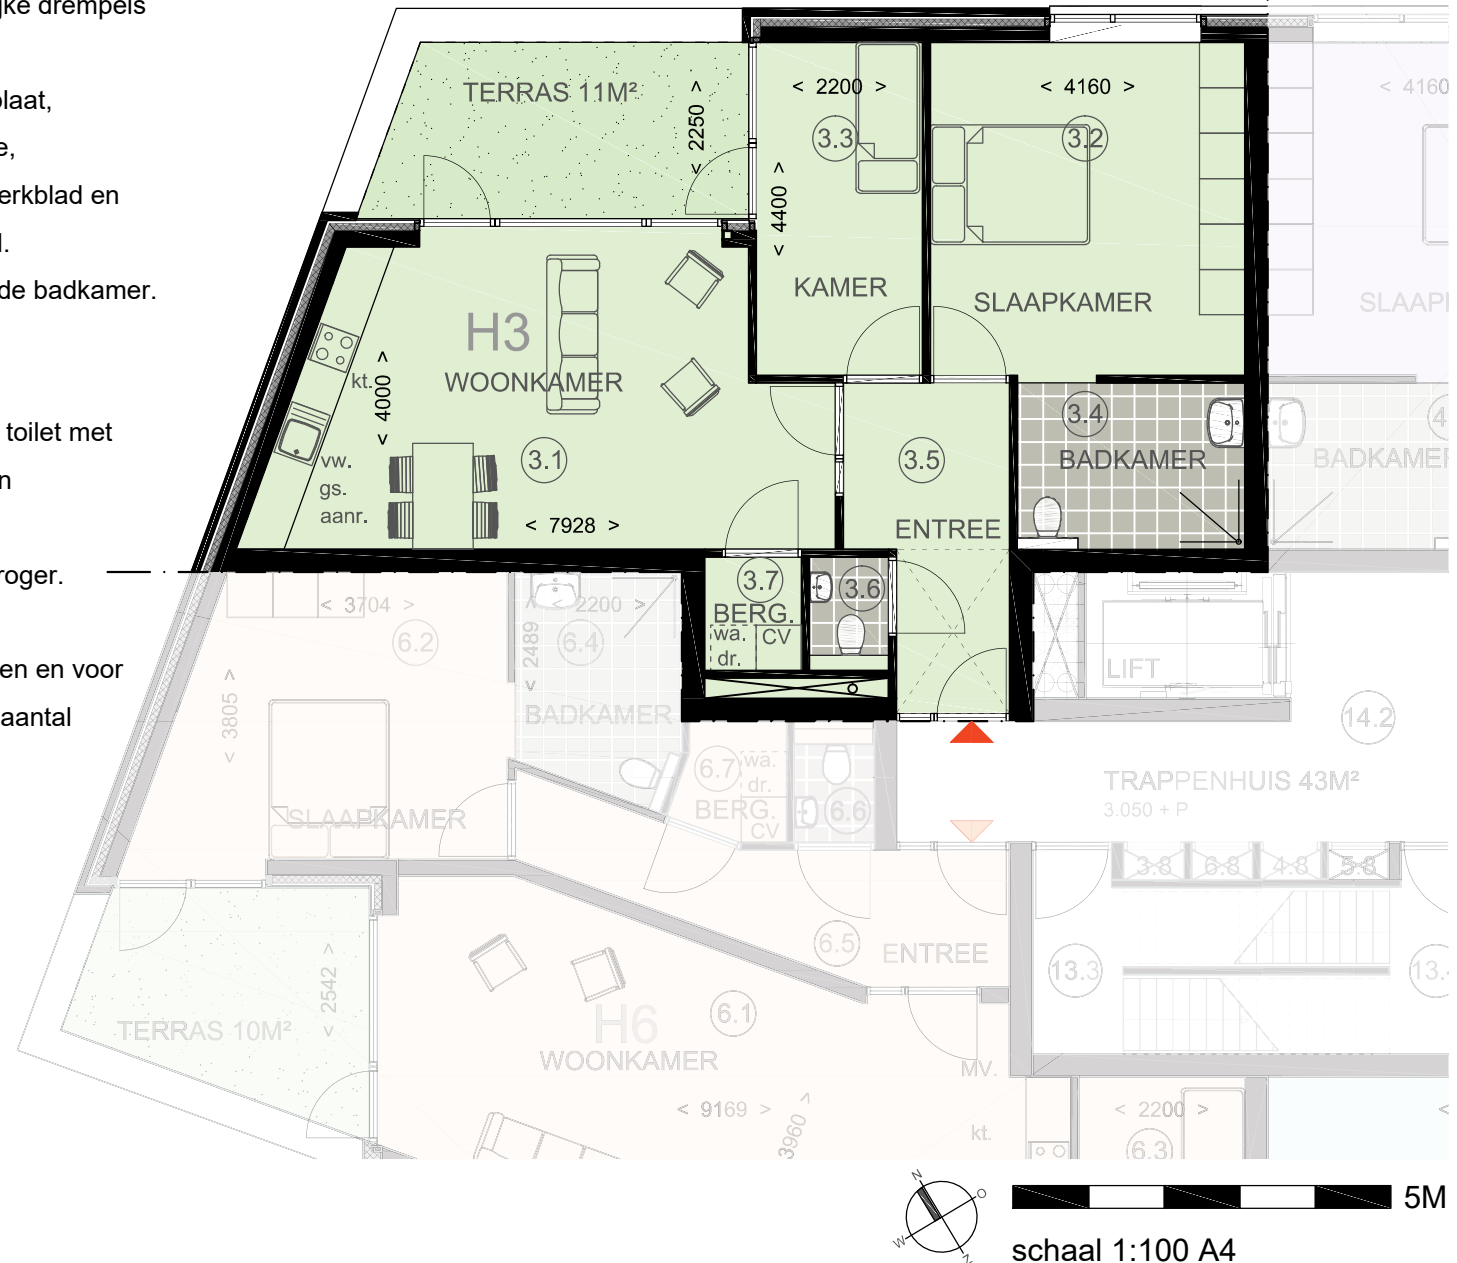 jke drempels
plaat,
e,
erkblad en
l.
de badkamer.
toilet met
n
roger.
en en voor
aantal
TERRAS 11M²
< 2250 >
< 2200 >
3.3
< 4400 >
KAMER
< 4160 >
3.2
SLAAPKAMER
< 4160
SLAAP
H3
WOONKAMER
kt.
< 4000 >
3.1
vw.
gs.
aanr.
< 7928 >
3.5
ENTREE
3.4
BADKAMER
4
BADKAMER
3.7
BERG.
wa.
dr.
CV
3.6
< 3704 >
6.2
< 2489 >
< 2200 >
6.4
< 3805 >
BADKAMER
SLAAPKAMER
6.7
wa.
dr.
BERG.
CV
6.6
LIFT
14.2
TRAPPENHUIS 43M²
3.050 + P
3.8
6.8
4.8
5.8
6.5
ENTREE
13.3
13.4
< 2542 >
TERRAS 10M²
H6
6.1
WOONKAMER
MV.
< 9169 >
3960 >
kt.
< 2200 >
6.3
<
N
O
W
Z
5M
schaal 1:100 A4